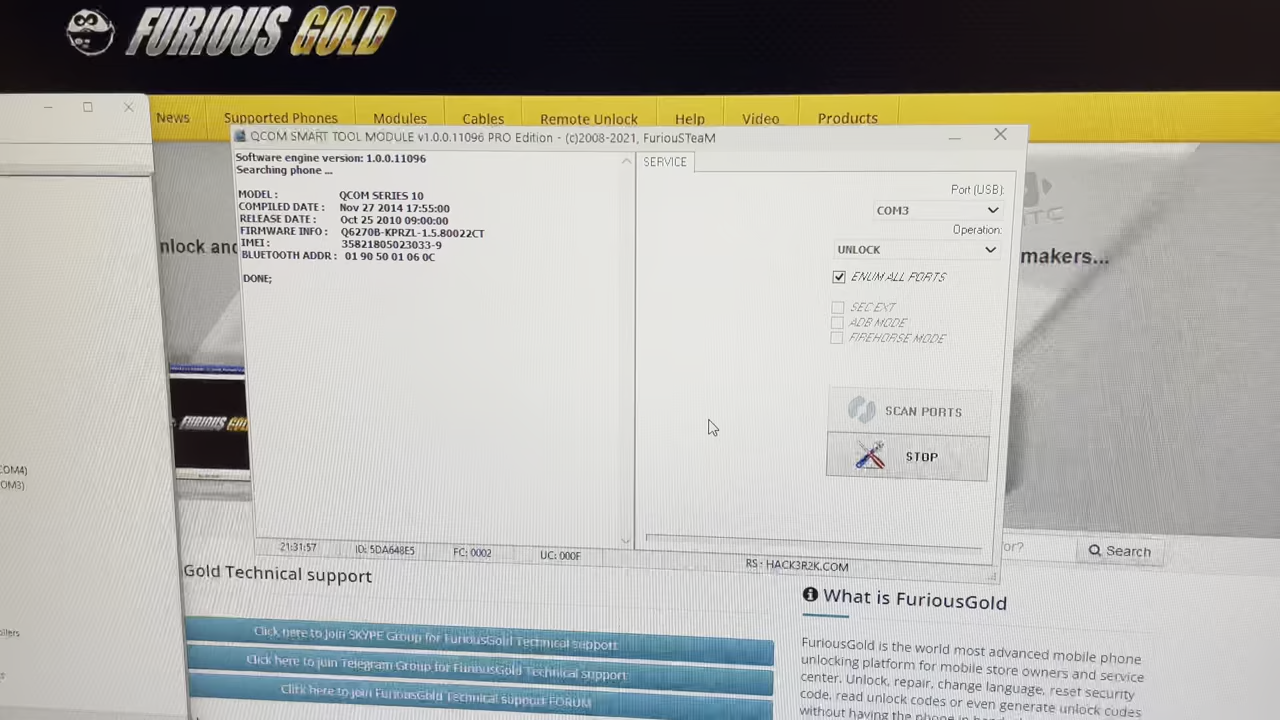 FURIOUS GOLD
News
Supported Phones
Modules
Cables
Remote Unlock
Help
Video
Products
QCOM SMART TOOL MODULE v1.0.0.11096 PRO Edition - (c)2008-2021, FuriouSTeaM
Software engine version: 1.0.0.11096
Searching phone ...
MODEL : QCOM SERIES 10
COMPILED DATE : Nov 27 2014 17:55:00
RELEASE DATE : Oct 25 2010 09:00:00
FIRMWARE INFO : Q6270B-KPRZL-1.5.80022CT
IMEI : 35821805023033-9
BLUETOOTH ADDR : 01 90 50 01 06 0C
DONE;
SERVICE
Port (USB):
COM3
Operation:
UNLOCK
ENUM ALL PORTS
SEC EXT
ADB MODE
FIREHORSE MODE
SCAN PORTS
STOP
21:31:57
ID: 5DA648E5
FC: 0002
UC: 000F
RS : HACK3R2K.COM
nlock and
makers...
FURIOUS GOLD
COM4)
OM3)
or?
Search
Gold Technical support
Click here to join SKYPE Group for FuriousGold Technical support
Click here to join Telegram Group for FuriousGold Technical support
Click here to join FuriousGold Technical support FORUM
What is FuriousGold
FuriousGold is the world most advanced mobile phone
unlocking platform for mobile store owners and service
center. Unlock, repair, change language, reset security
code, read unlock codes or even generate unlock codes
without having the phone in